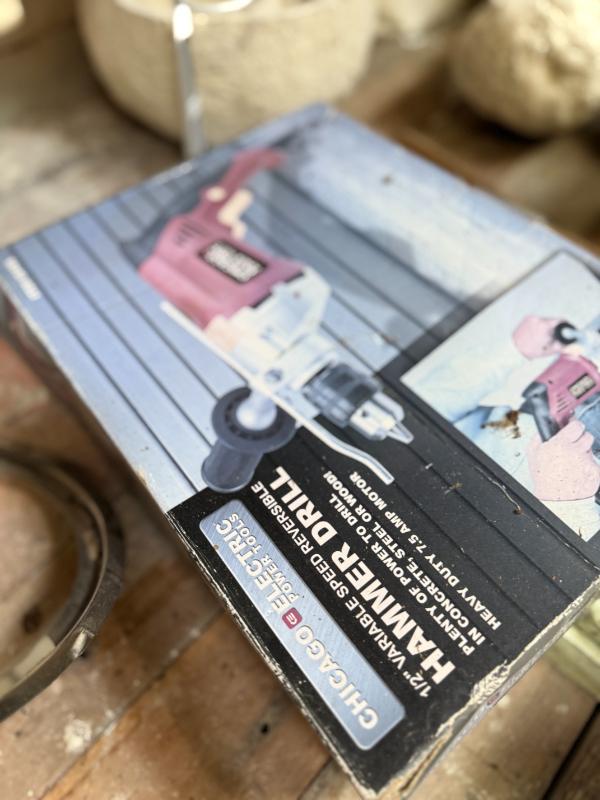 CHICAGO CE ELECTRIC
POWER TOOLS
1/2" VARIABLE SPEED REVERSIBLE
HAMMER DRILL
PLENTY OF POWER TO DRILL
IN CONCRETE, STEEL OR WOOD!
HEAVY DUTY 7.5 AMP MOTOR